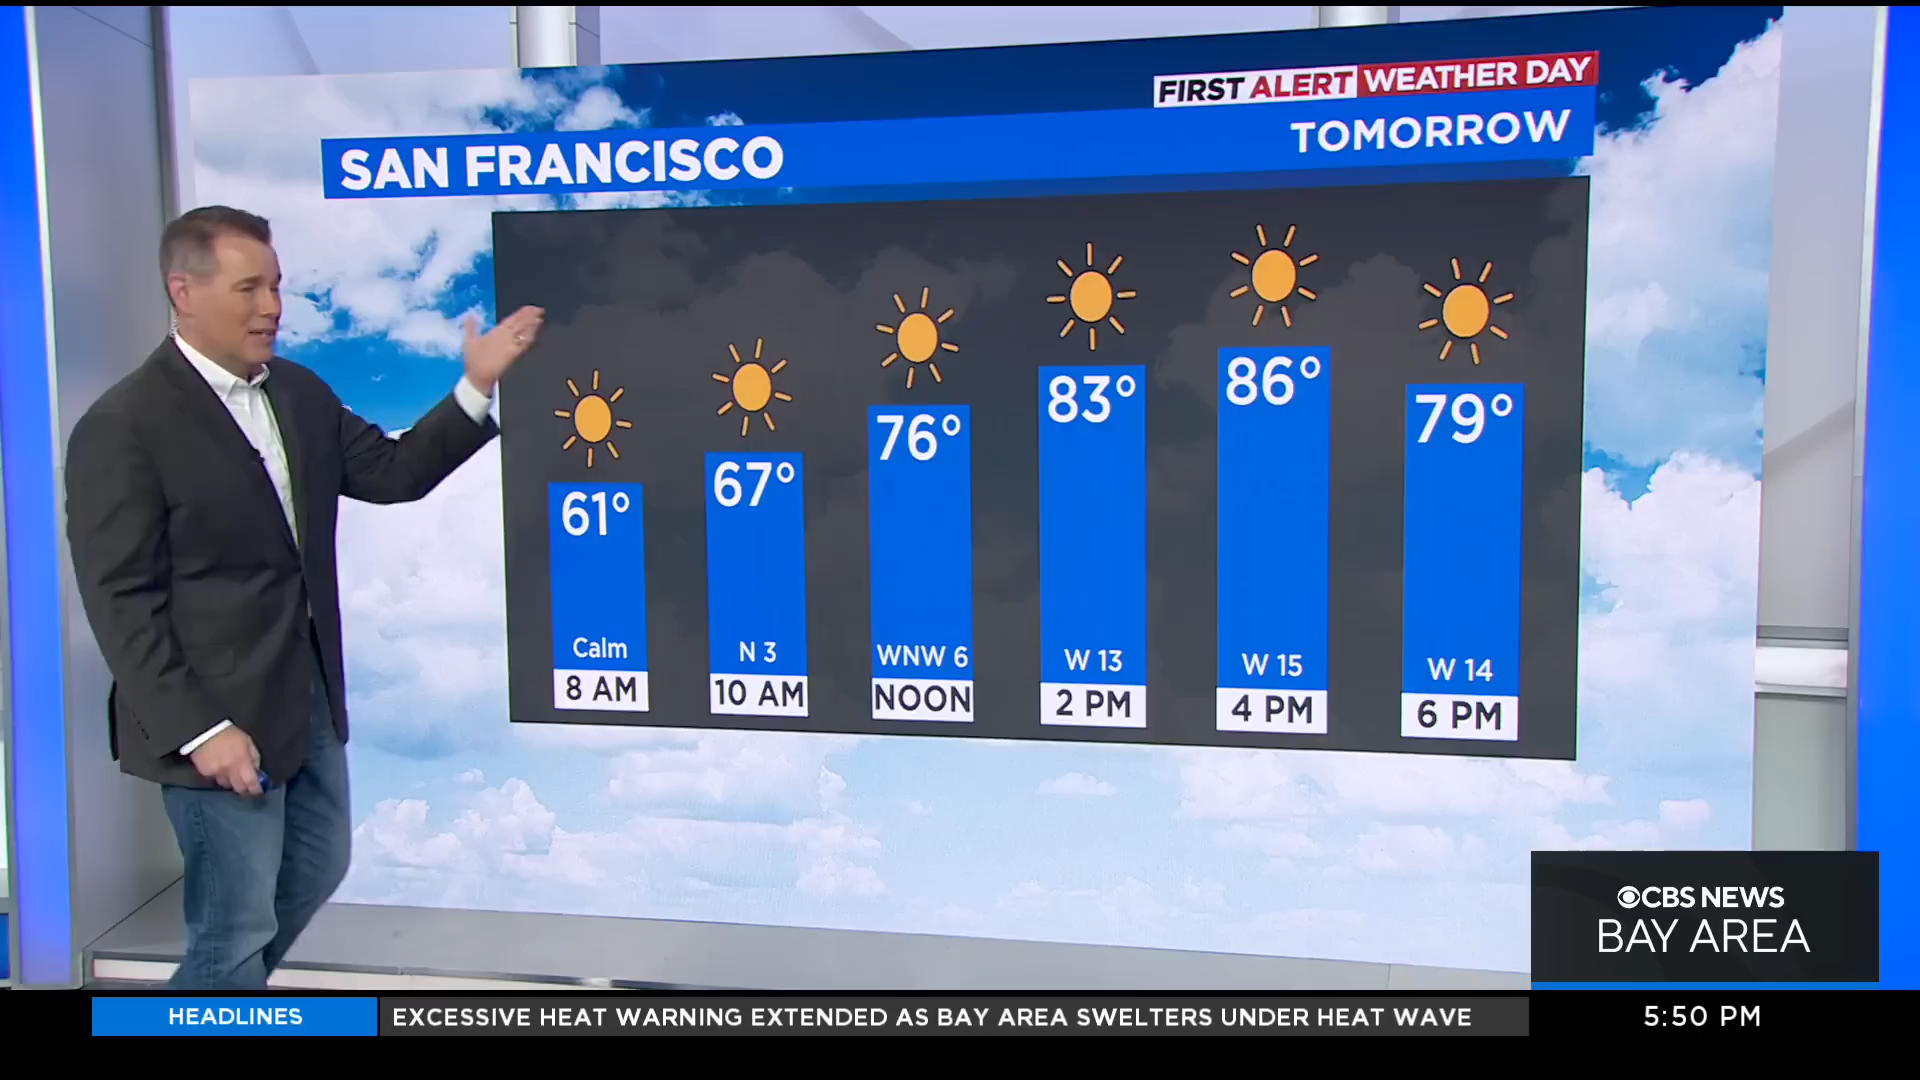 FIRST ALERT WEATHER DAY
SAN FRANCISCO
TOMORROW
61° 67° 76° 83° 86° 79°
Calm N 3 WNW 6 W 13 W 15 W 14
8 AM 10 AM NOON 2 PM 4 PM 6 PM
CBS NEWS
BAY AREA
HEADLINES EXCESSIVE HEAT WARNING EXTENDED AS BAY AREA SWELTERS UNDER HEAT WAVE 5:50 PM